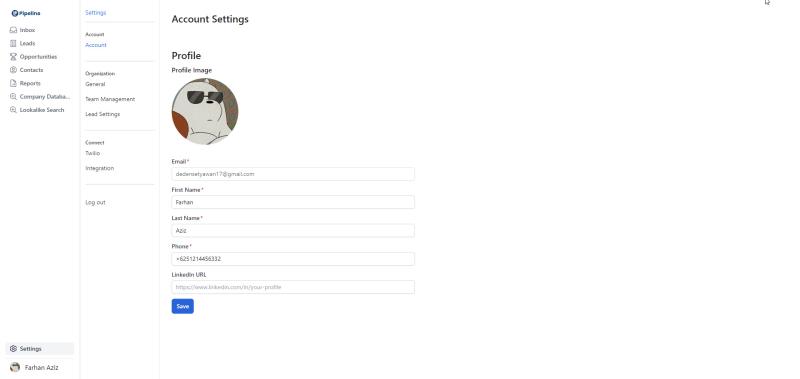 Pipeline
Inbox
Leads
Opportunities
Contacts
Reports
Company Databa...
Lookalike Search
Settings
Farhan Aziz
Settings
Account
Account
Organization
General
Team Management
Lead Settings
Connect
Twilio
Integration
Log out
Account Settings
Profile
Profile Image
Email*
dedensetyawan17@gmail.com
First Name*
Farhan
Last Name*
Aziz
Phone*
+6251214456332
LinkedIn URL
https://www.linkedin.com/in/your-profile
Save